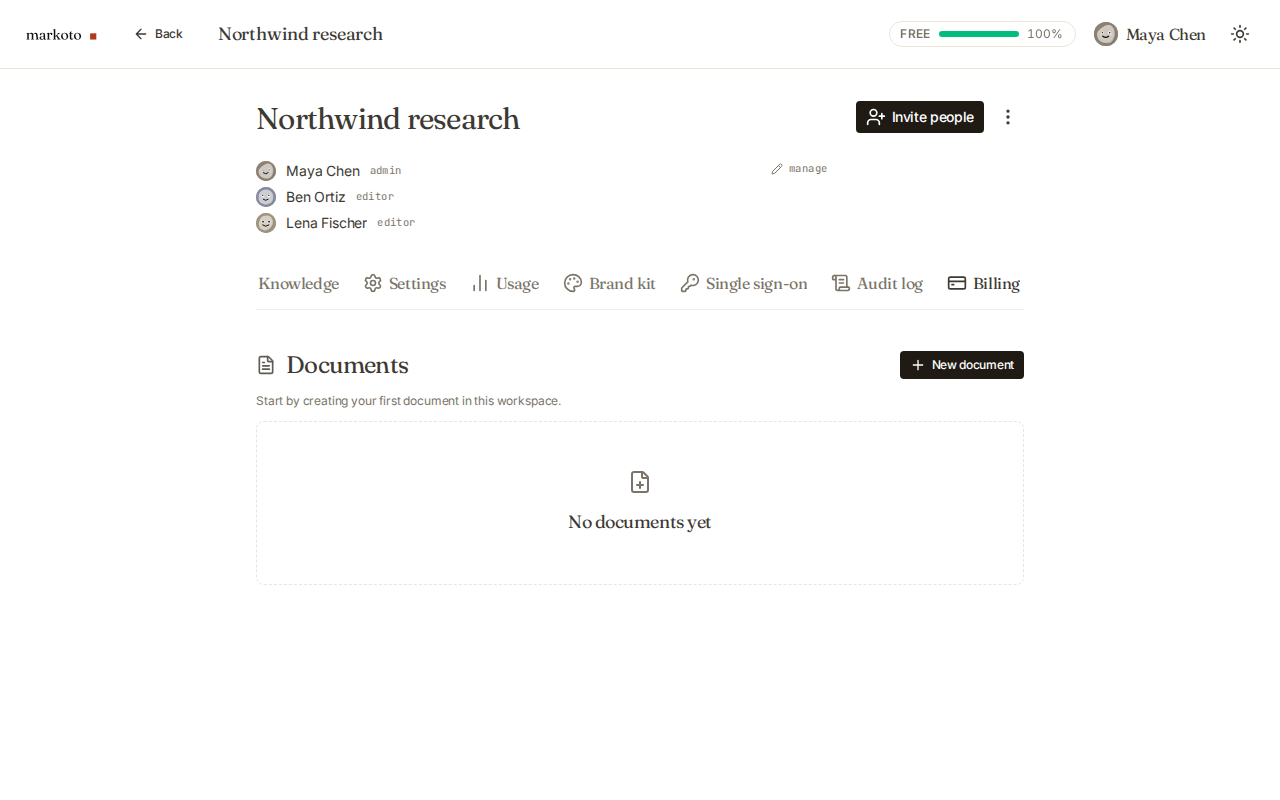 markoto
Back
Northwind research
FREE 100%
Maya Chen
Northwind research
Invite people
Maya Chen admin
manage
Ben Ortiz editor
Lena Fischer editor
Knowledge Settings Usage Brand kit Single sign-on Audit log Billing
Documents
New document
Start by creating your first document in this workspace.
No documents yet